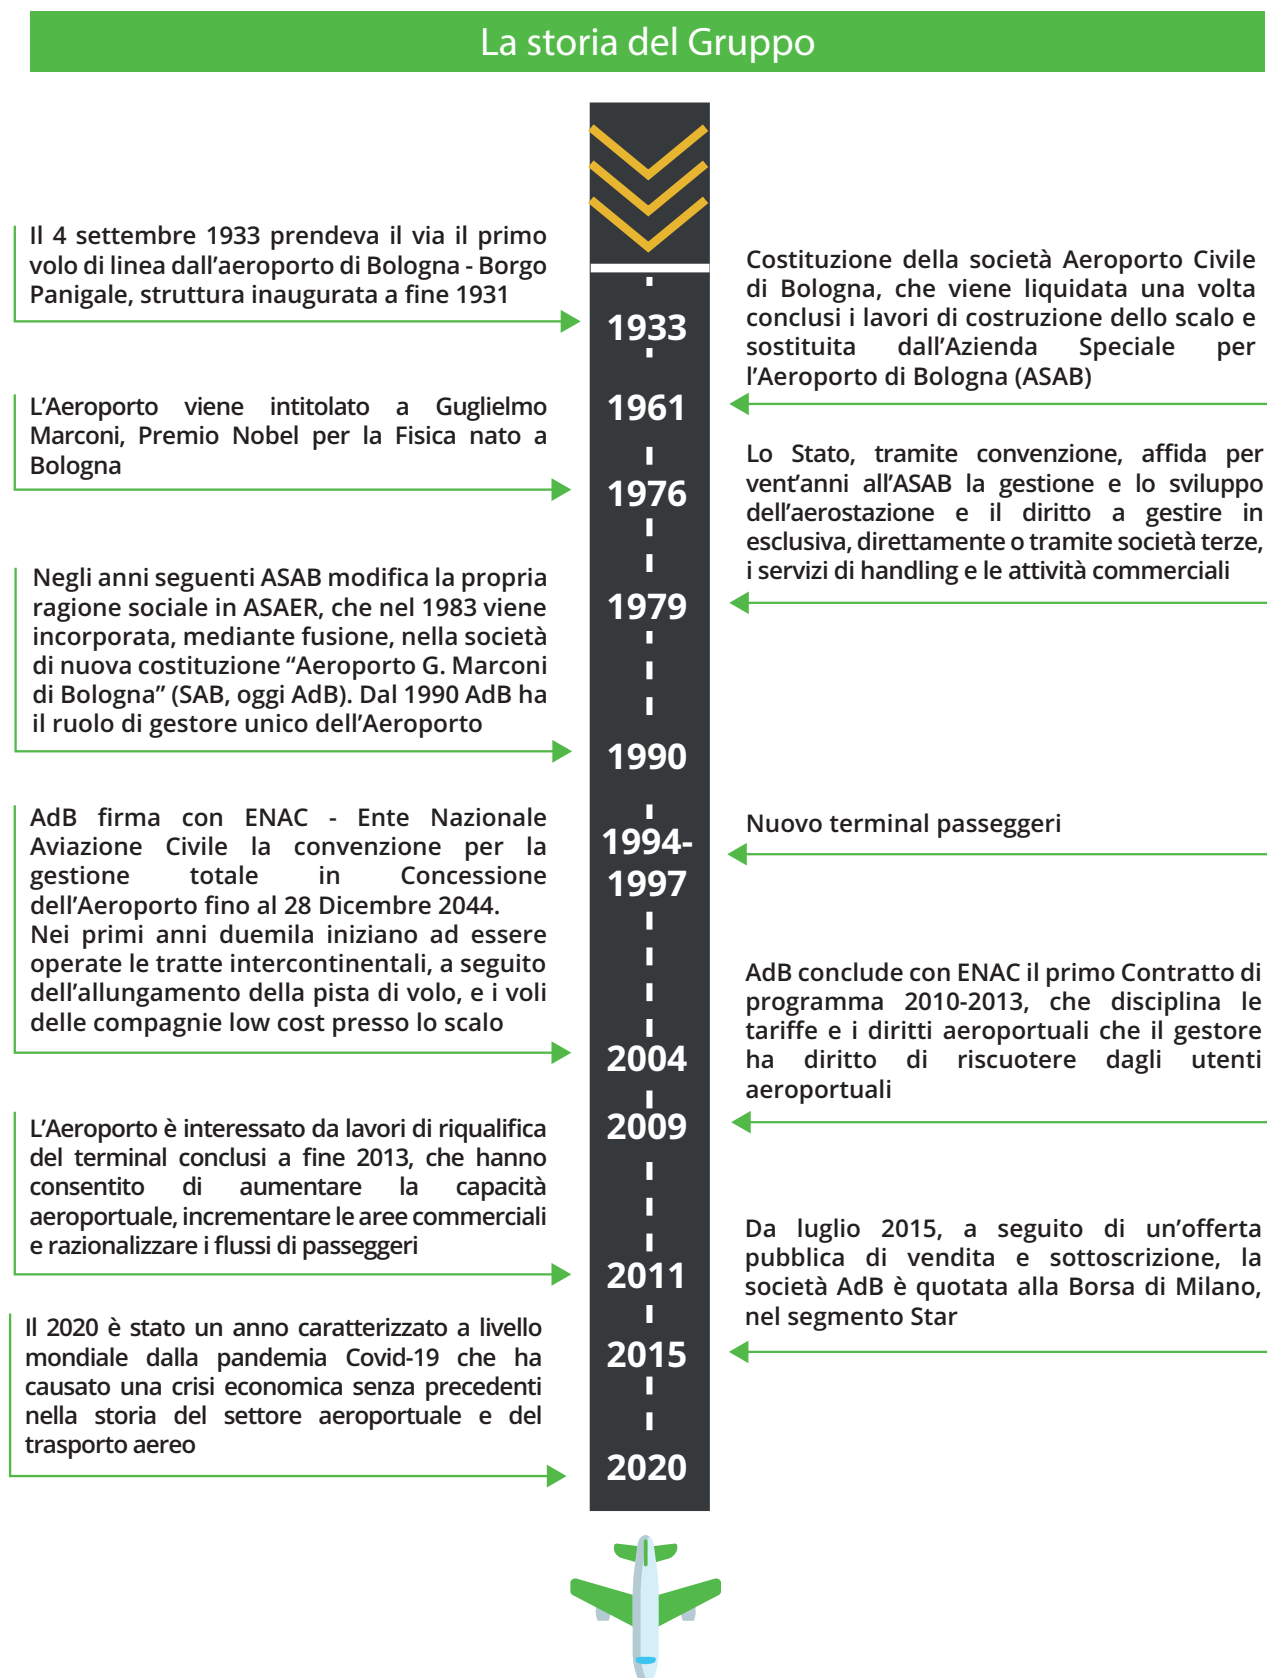 La storia del Gruppo
Il 4 settembre 1933 prendeva il via il primo
volo di linea dall’aeroporto di Bologna - Borgo
Panigale, struttura inaugurata a fine 1931
1933
Costituzione della società Aeroporto Civile
di Bologna, che viene liquidata una volta
conclusi i lavori di costruzione dello scalo e
sostituita dall’Azienda Speciale per
l’Aeroporto di Bologna (ASAB)
1961
L’Aeroporto viene intitolato a Guglielmo
Marconi, Premio Nobel per la Fisica nato a
Bologna
1976
Lo Stato, tramite convenzione, affida per
vent’anni all’ASAB la gestione e lo sviluppo
dell’aerostazione e il diritto a gestire in
esclusiva, direttamente o tramite società terze,
i servizi di handling e le attività commerciali
1979
Negli anni seguenti ASAB modifica la propria
ragione sociale in ASAER, che nel 1983 viene
incorporata, mediante fusione, nella società
di nuova costituzione “Aeroporto G. Marconi
di Bologna” (SAB, oggi AdB). Dal 1990 AdB ha
il ruolo di gestore unico dell’Aeroporto
1990
Nuovo terminal passeggeri
1994-
1997
AdB firma con ENAC - Ente Nazionale
Aviazione Civile la convenzione per la
gestione totale in Concessione
dell’Aeroporto fino al 28 Dicembre 2044.
Nei primi anni duemila iniziano ad essere
operate le tratte intercontinentali, a seguito
dell’allungamento della pista di volo, e i voli
delle compagnie low cost presso lo scalo
2004
AdB conclude con ENAC il primo Contratto di
programma 2010-2013, che disciplina le
tariffe e i diritti aeroportuali che il gestore
ha diritto di riscuotere dagli utenti
aeroportuali
2009
L’Aeroporto è interessato da lavori di riqualifica
del terminal conclusi a fine 2013, che hanno
consentito di aumentare la capacità
aeroportuale, incrementare le aree commerciali
e razionalizzare i flussi di passeggeri
2011
Da luglio 2015, a seguito di un’offerta
pubblica di vendita e sottoscrizione, la
società AdB è quotata alla Borsa di Milano,
nel segmento Star
2015
Il 2020 è stato un anno caratterizzato a livello
mondiale dalla pandemia Covid-19 che ha
causato una crisi economica senza precedenti
nella storia del settore aeroportuale e del
trasporto aereo
2020